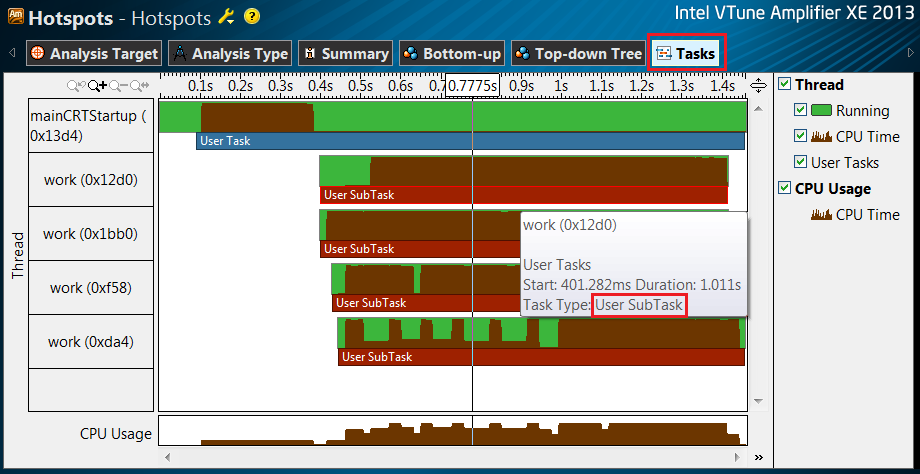 Am
Hotspots - Hotspots
?
Intel VTune Amplifier XE 2013
Analysis Target
Analysis Type
Summary
Bottom-up
Top-down Tree
Tasks
0.1s 0.2s 0.3s 0.4s 0.5s 0.6s 0.7775s 0.9s 1s 1.1s 1.2s 1.3s 1.4s
Thread
mainCRTStartup (
0x13d4)
User Task
work (0x12d0)
User SubTask
work (0x1bb0)
User SubTask
work (0xf58)
User SubTask
work (0xda4)
User SubTask
work (0x12d0)
User Tasks
Start: 401.282ms Duration: 1.011s
Task Type: User SubTask
CPU Usage
Thread
Running
CPU Time
User Tasks
CPU Usage
CPU Time